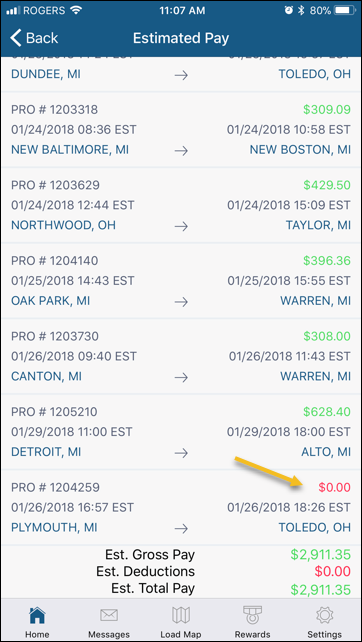 ROGERS 11:07 AM 80%
Back Estimated Pay
DUNDEE, MI → TOLEDO, OH
PRO # 1203318 $309.09
01/24/2018 08:36 EST 01/24/2018 10:58 EST
NEW BALTIMORE, MI → NEW BOSTON, MI
PRO # 1203629 $429.50
01/24/2018 12:44 EST 01/24/2018 15:09 EST
NORTHWOOD, OH → TAYLOR, MI
PRO # 1204140 $396.36
01/25/2018 14:43 EST 01/25/2018 15:55 EST
OAK PARK, MI → WARREN, MI
PRO # 1203730 $308.00
01/26/2018 09:40 EST 01/26/2018 11:43 EST
CANTON, MI → WARREN, MI
PRO # 1205210 $628.40
01/29/2018 11:00 EST 01/29/2018 18:00 EST
DETROIT, MI → ALTO, MI
PRO # 1204259 $0.00
01/26/2018 16:57 EST 01/26/2018 18:26 EST
PLYMOUTH, MI → TOLEDO, OH
Est. Gross Pay $2,911.35
Est. Deductions $0.00
Est. Total Pay $2,911.35
Home Messages Load Map Rewards Settings